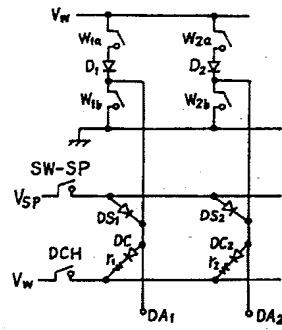 Vw
W1a W2a
D1 D2
W1b W2b
SW-SP
VSP
DS1 DS2
DCH DC DC2
Vw r1 r2
DA1 DA2